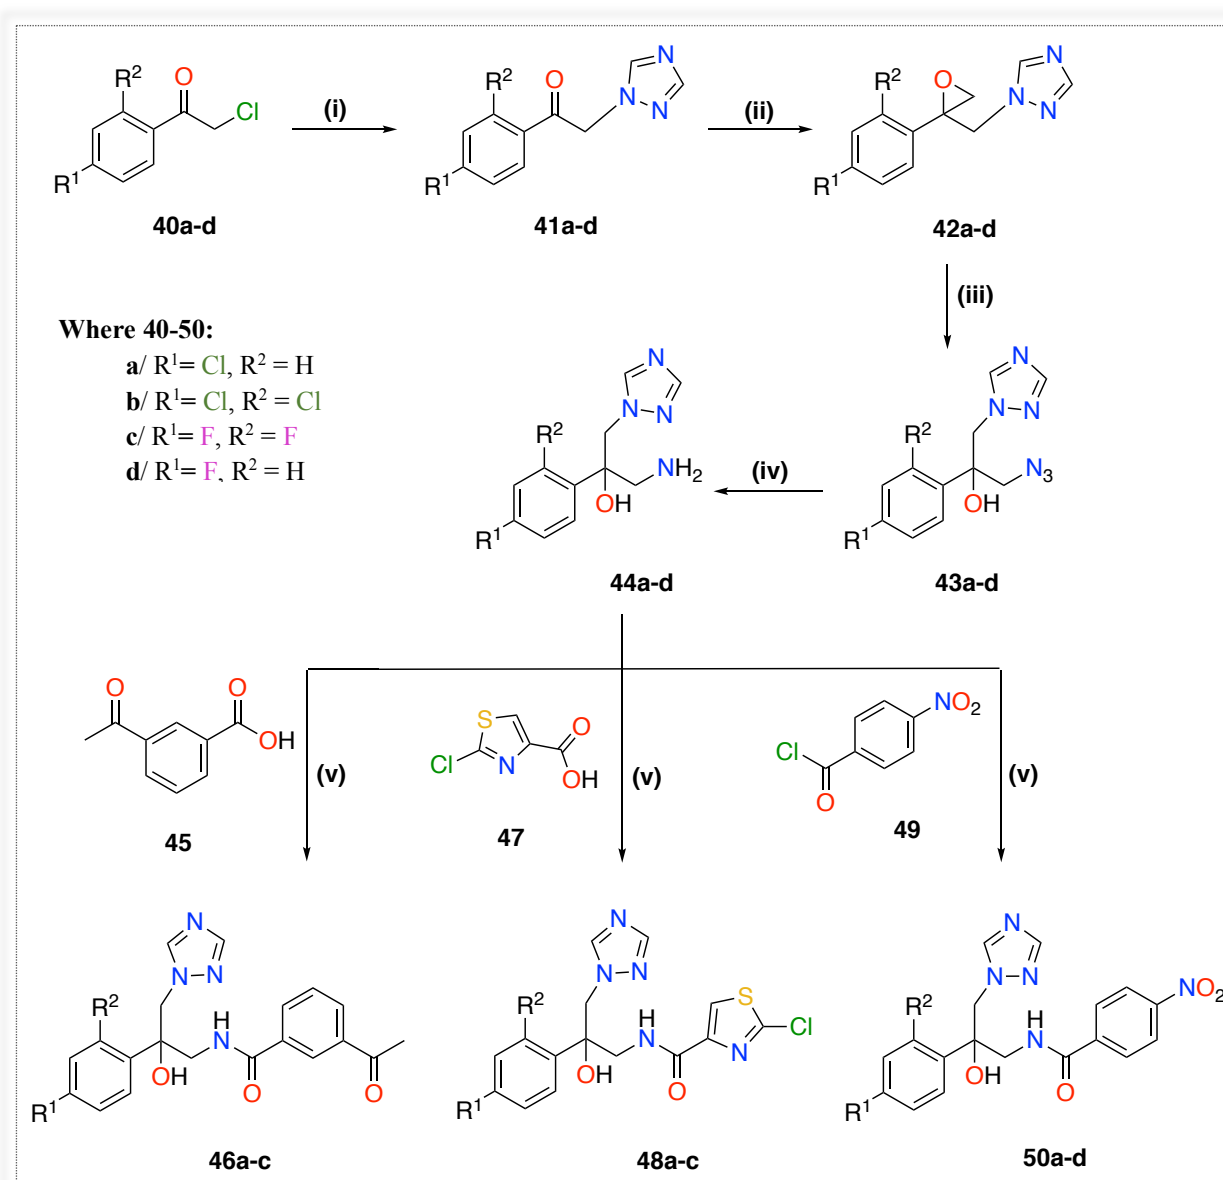 R² O Cl
R¹
40a-d
(i)
R² O N N N
R¹
41a-d
(ii)
R² O N N N
R¹
42a-d
(iii)
Where 40-50:
a/ R¹= Cl, R² = H
b/ R¹= Cl, R² = Cl
c/ R¹= F, R² = F
d/ R¹= F, R² = H
N N N
R² NH₂
OH
R¹
44a-d
(iv)
N N N
R² N₃
OH
R¹
43a-d
O O
OH
45
(v)
S O
Cl N OH
47
(v)
NO₂
Cl
O
49
(v)
N N N
R² H
N
OH O O
R¹
46a-c
N N N
R² H S
N Cl
OH N
O
R¹
48a-c
N N N
R² H NO₂
N
OH O
R¹
50a-d